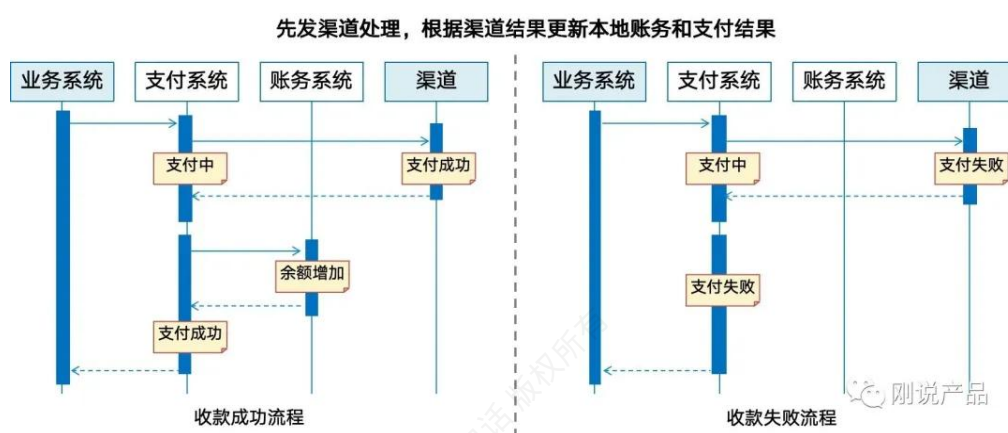 先发渠道处理，根据渠道结果更新本地账务和支付结果
业务系统 支付系统 账务系统 渠道
支付中 支付成功
余额增加
支付成功
收款成功流程
业务系统 支付系统 账务系统 渠道
支付中 支付失败
支付失败
收款失败流程
版权所有
刚说产品